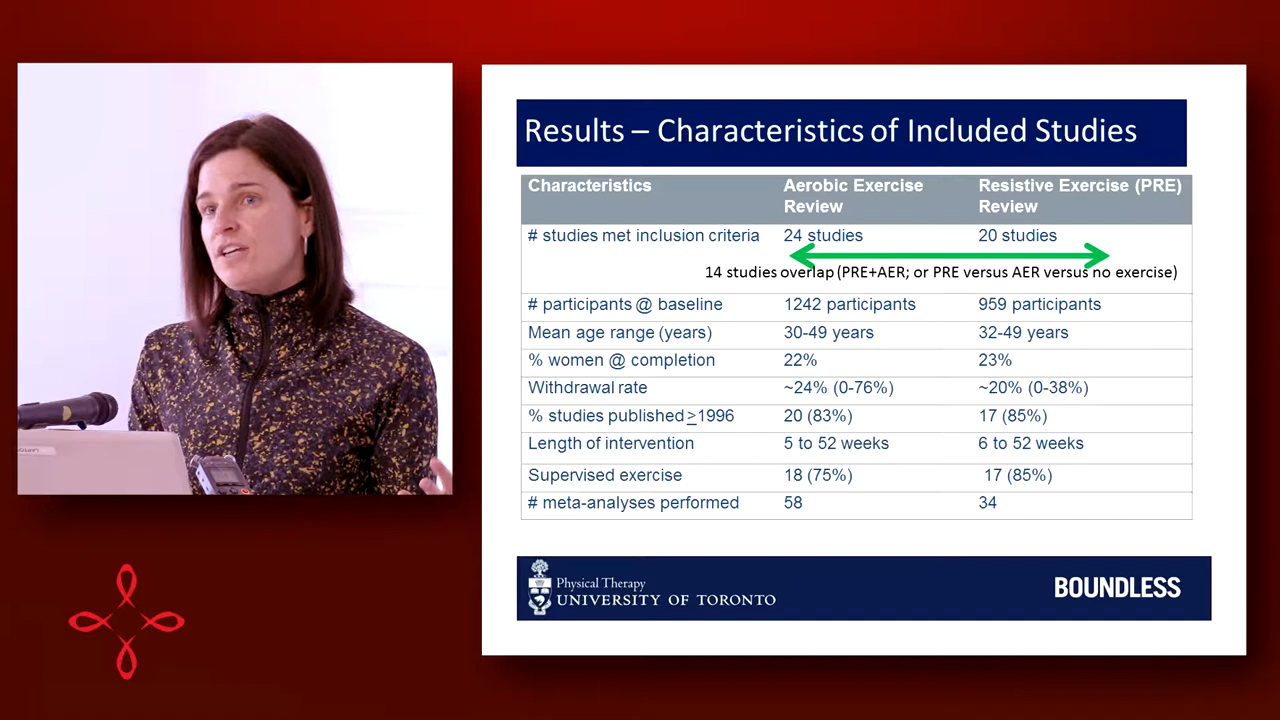 Results – Characteristics of Included Studies
Characteristics Aerobic Exercise Review Resistive Exercise (PRE) Review
# studies met inclusion criteria 24 studies 20 studies
14 studies overlap (PRE+AER; or PRE versus AER versus no exercise)
# participants @ baseline 1242 participants 959 participants
Mean age range (years) 30-49 years 32-49 years
% women @ completion 22% 23%
Withdrawal rate ~24% (0-76%) ~20% (0-38%)
% studies published >1996 20 (83%) 17 (85%)
Length of intervention 5 to 52 weeks 6 to 52 weeks
Supervised exercise 18 (75%) 17 (85%)
# meta-analyses performed 58 34
Physical Therapy
UNIVERSITY OF TORONTO
BOUNDLESS